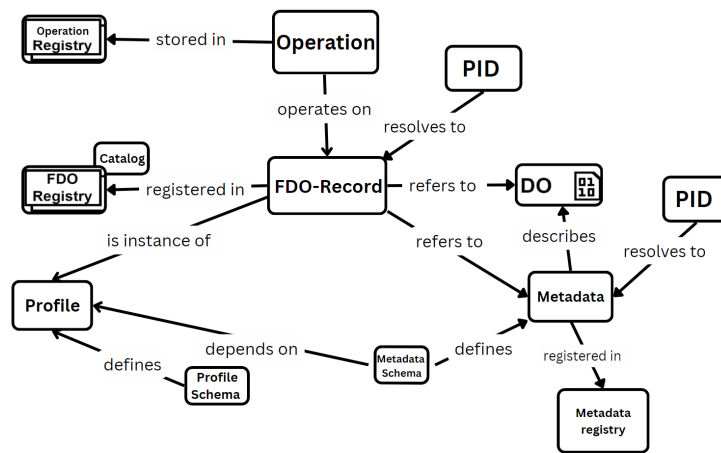 Operation
Registry
stored in
Operation
PID
operates on
resolves to
Catalog
FDO
Registry
registered in
FDO-Record
refers to
DO
01
10
PID
is instance of
refers to
describes
resolves to
Profile
Metadata
defines
depends on
Metadata
Schema
defines
registered in
Profile
Schema
Metadata
registry